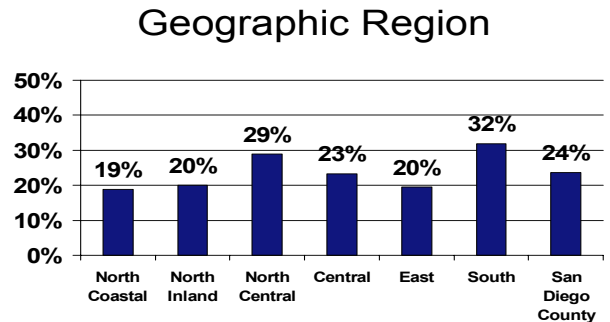 Geographic Region
50%
40%
30%
20%
10%
0%
19%
20%
29%
23%
20%
32%
24%
North
Coastal
North
Inland
North
Central
Central
East
South
San
Diego
County